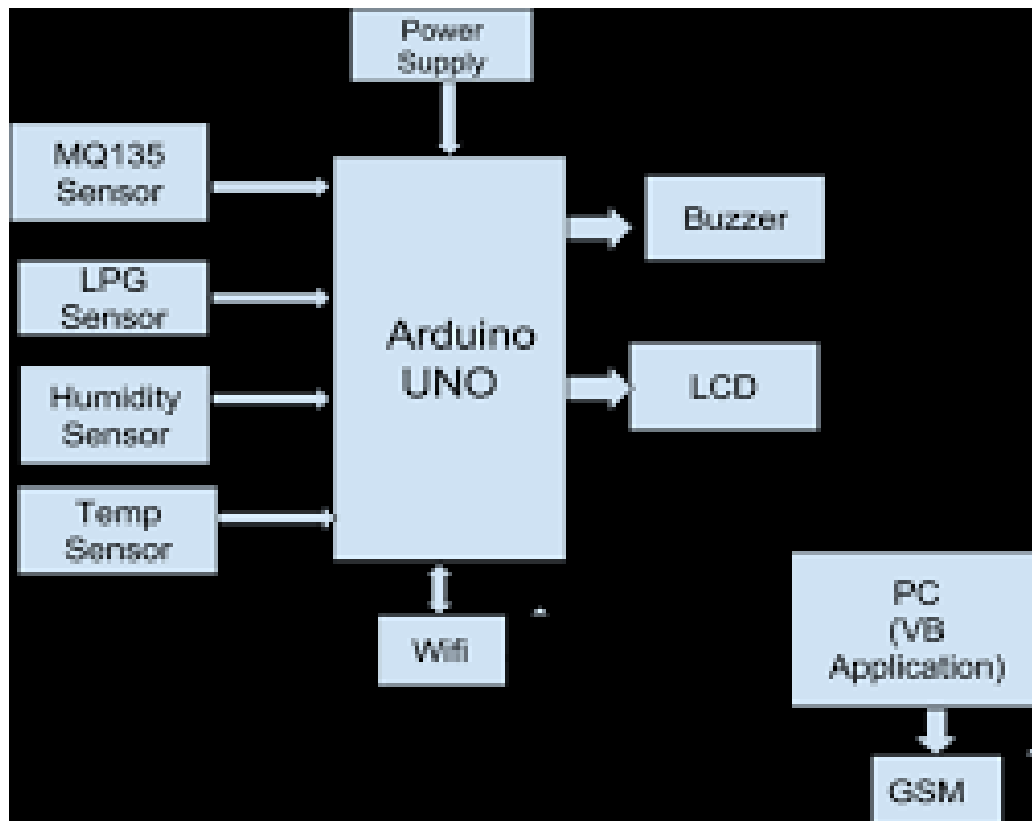 Power
Supply
MQ135
Sensor
LPG
Sensor
Humidity
Sensor
Temp
Sensor
Arduino
UNO
Buzzer
LCD
Wifi
PC
(VB
Application)
GSM